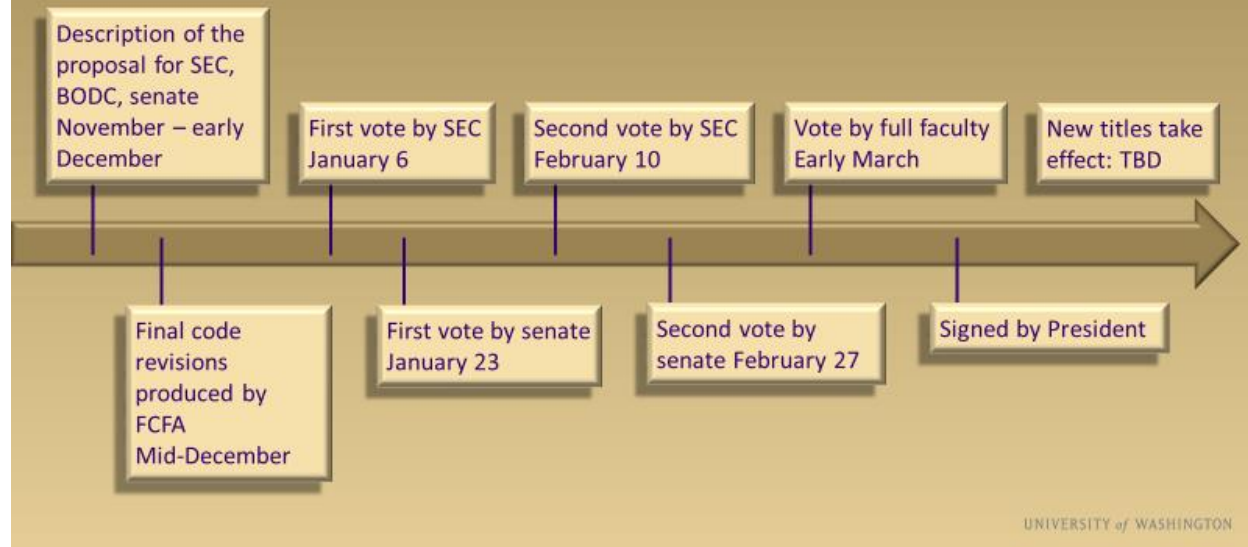 Description of the
proposal for SEC,
BODC, senate
November – early
December
Final code
revisions
produced by
FCFA
Mid-December
First vote by SEC
January 6
First vote by senate
January 23
Second vote by SEC
February 10
Second vote by
senate February 27
Vote by full faculty
Early March
Signed by President
New titles take
effect: TBD
UNIVERSITY of WASHINGTON